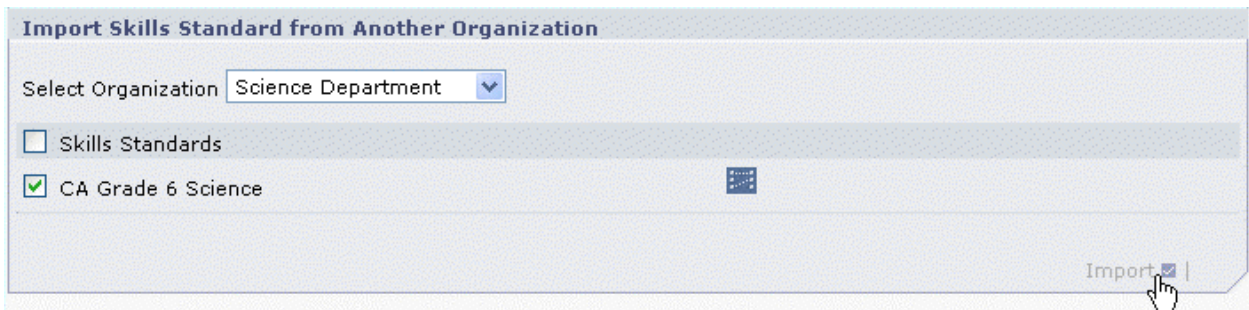 Import Skills Standard from Another Organization
Select Organization Science Department
Skills Standards
CA Grade 6 Science
Import |